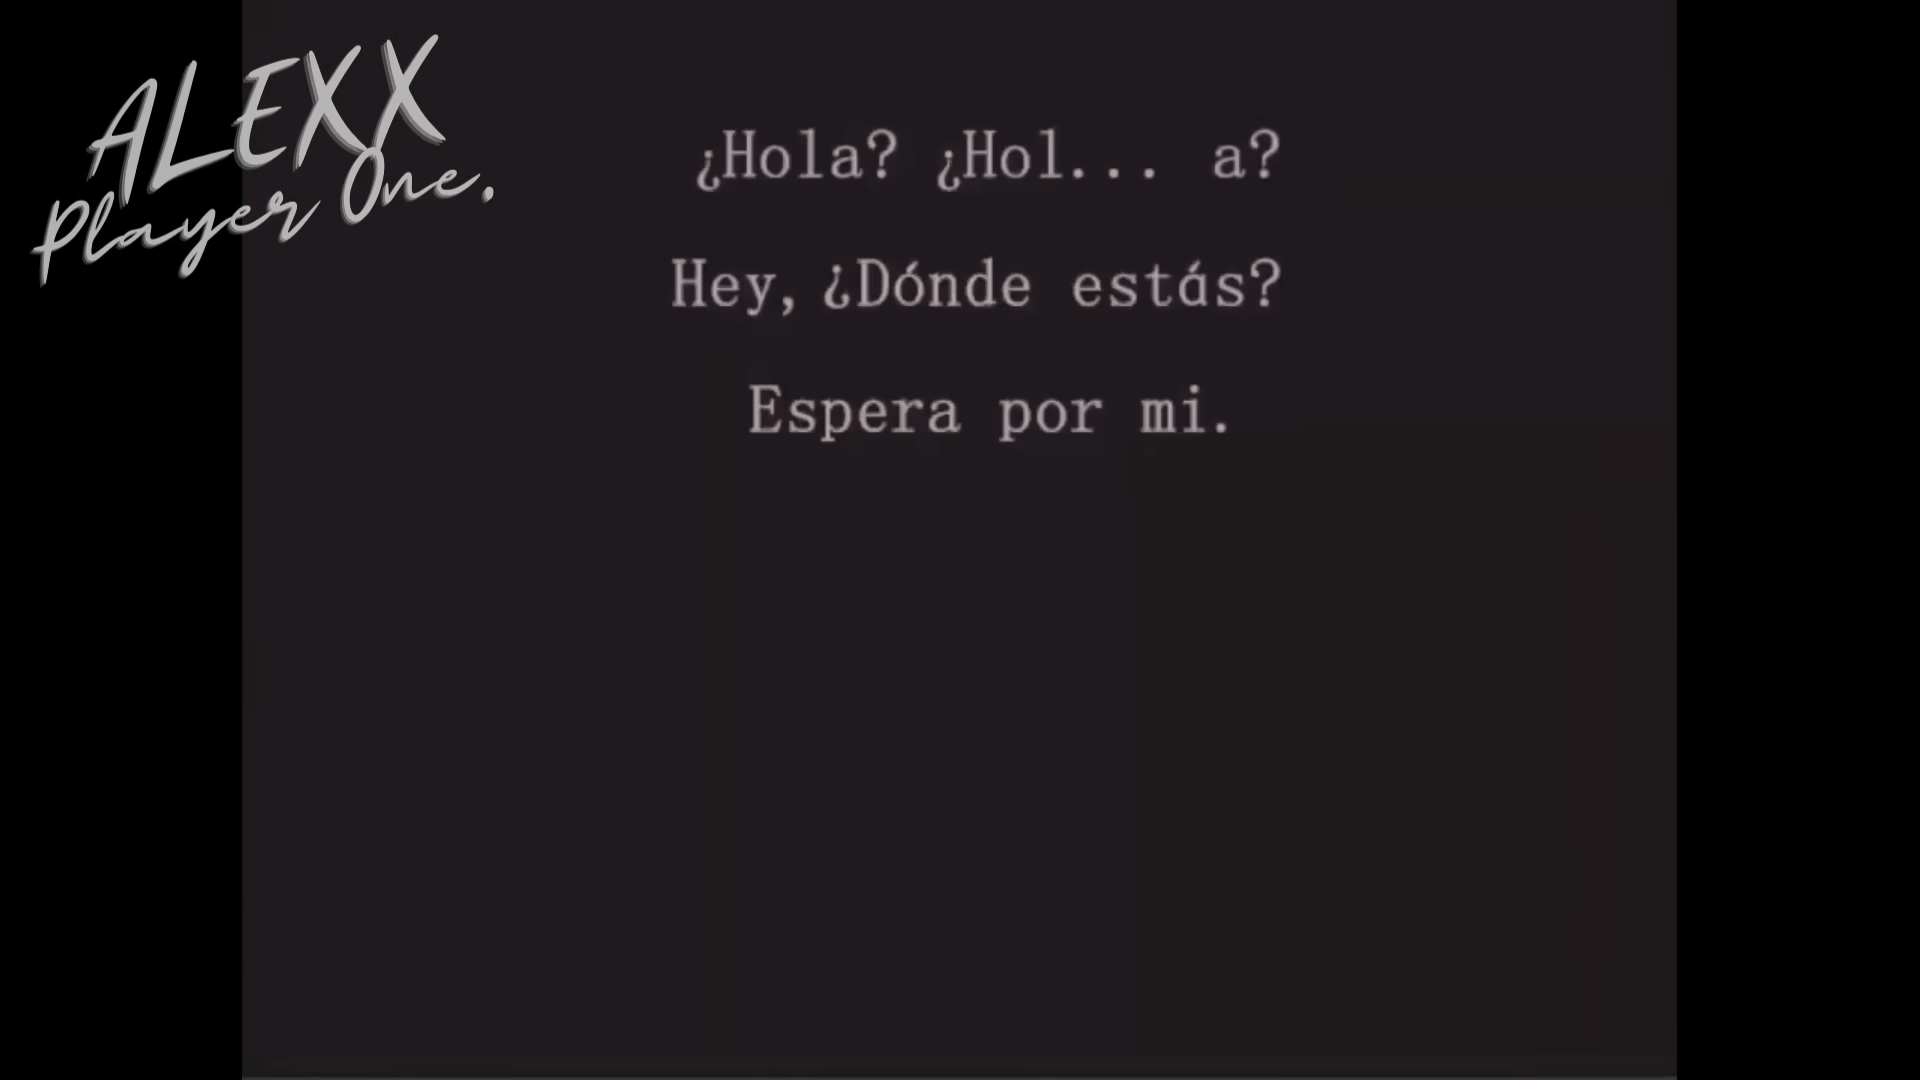 ALEXX
Player One.
¿Hola? ¿Hol... a?
Hey, ¿Dónde estás?
Espera por mi.